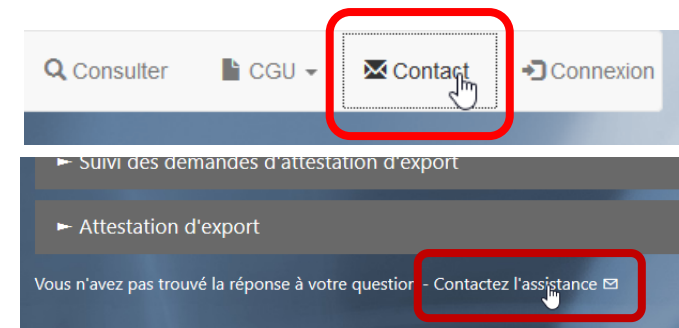 Consulter CGU Contact Connexion
Suivi des demandes d'attestation d'export
Attestation d'export
Vous n'avez pas trouvé la réponse à votre question - Contactez l'assistance